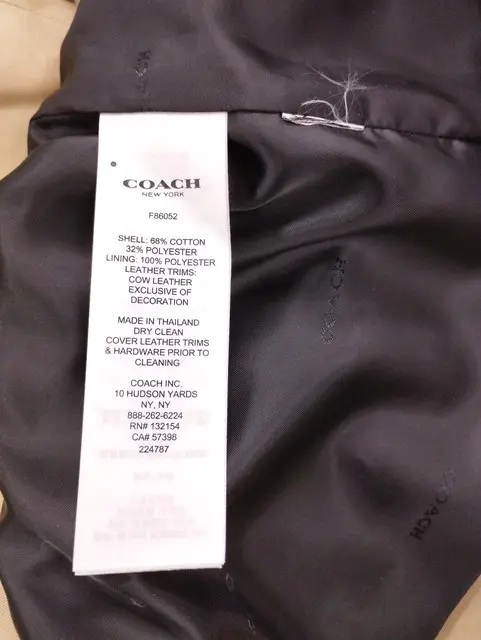 COACH
NEW YORK
F86052
SHELL: 68% COTTON
32% POLYESTER
LINING: 100% POLYESTER
LEATHER TRIMS:
COW LEATHER
EXCLUSIVE OF
DECORATION
MADE IN THAILAND
DRY CLEAN
COVER LEATHER TRIMS
& HARDWARE PRIOR TO
CLEANING
COACH INC.
10 HUDSON YARDS
NY, NY
888-262-6224
RN# 132154
CA# 57398
224787
COACH
COACH